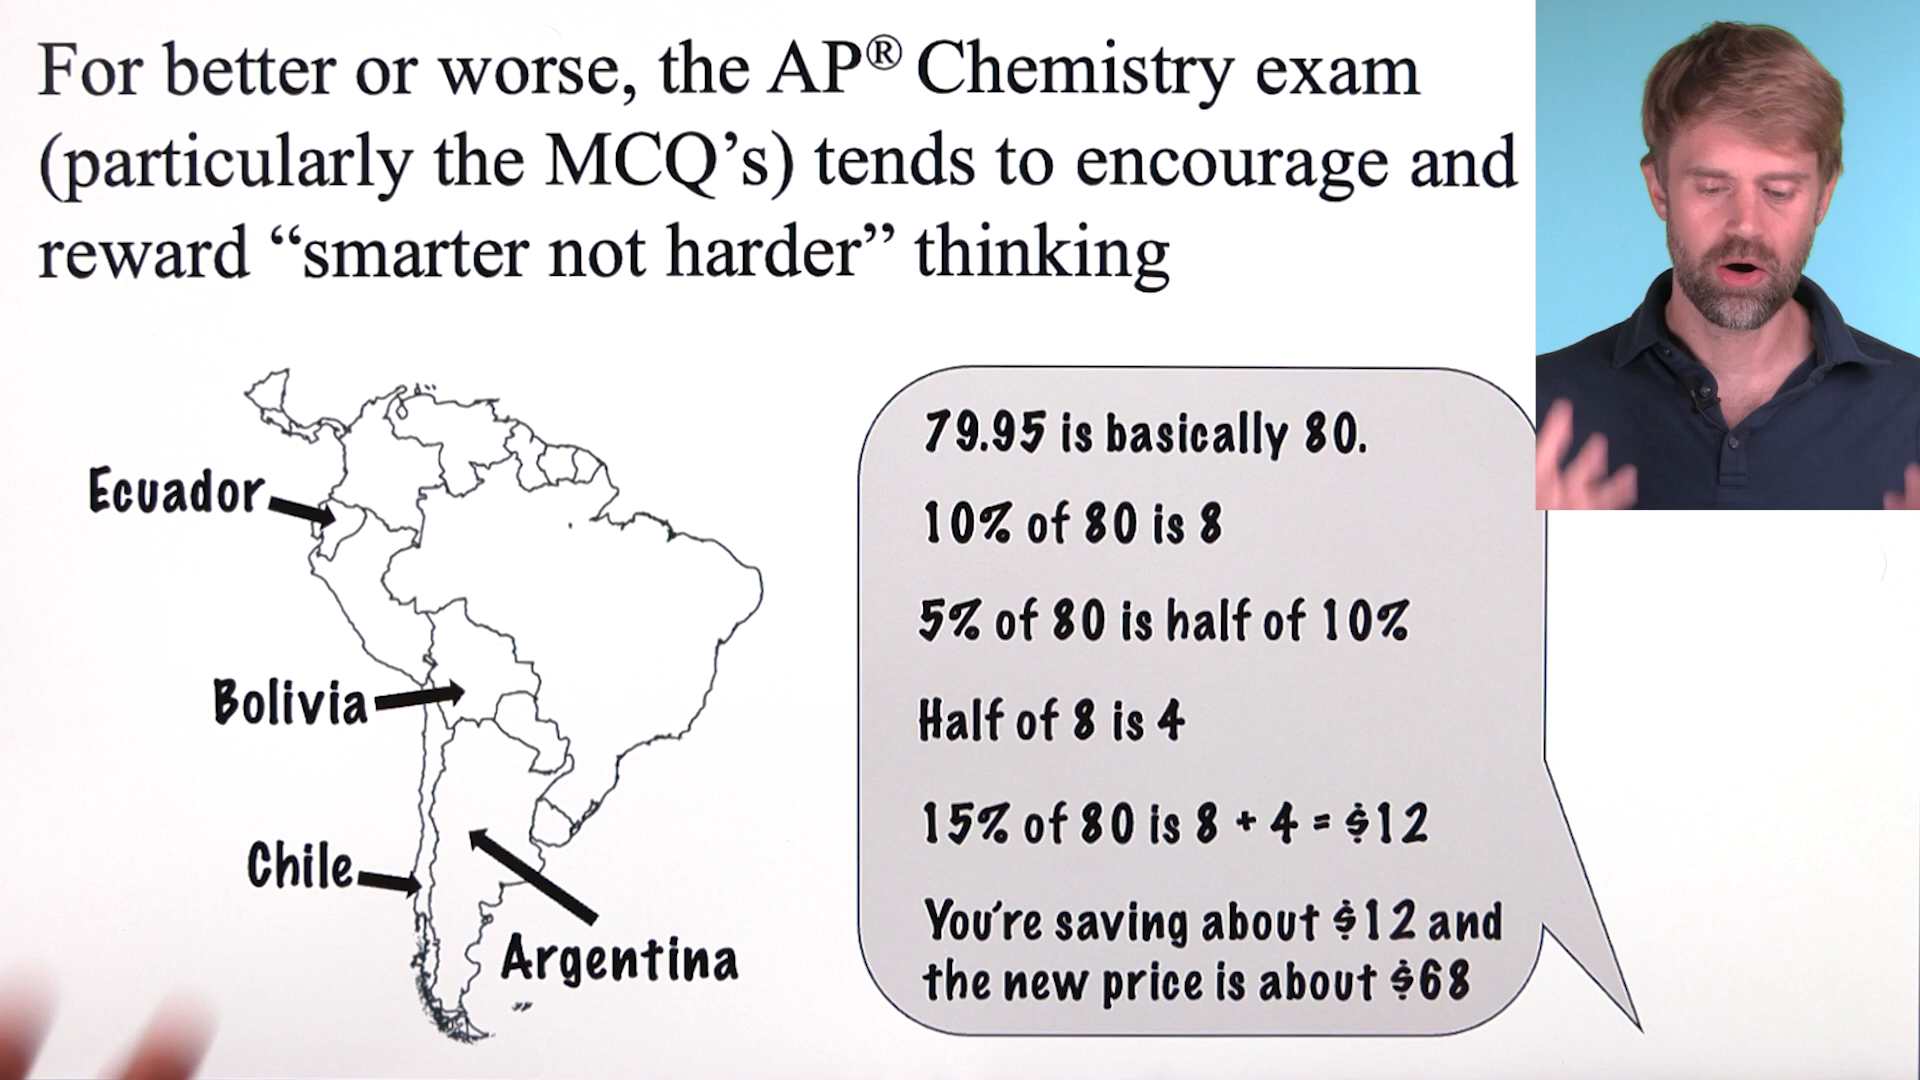 For better or worse, the AP® Chemistry exam
(particularly the MCQ’s) tends to encourage and
reward “smarter not harder” thinking
Ecuador
Bolivia
Chile
Argentina
79.95 is basically 80.
10% of 80 is 8
5% of 80 is half of 10%
Half of 8 is 4
15% of 80 is 8 + 4 = $12
You're saving about $12 and
the new price is about $68